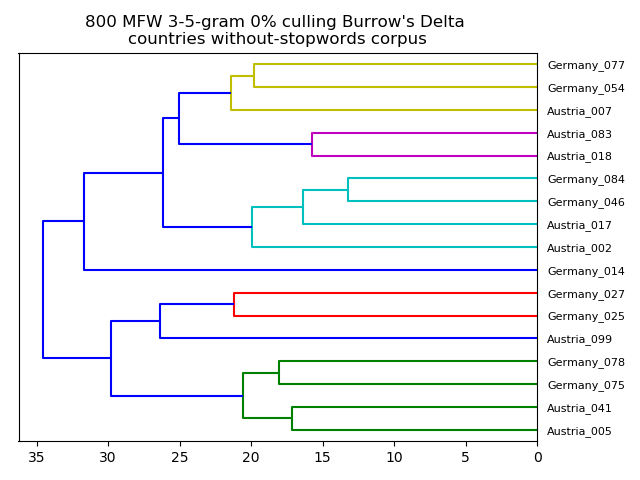 800 MFW 3-5-gram 0% culling Burrow's Delta
countries without-stopwords corpus
Germany_077
Germany_054
Austria_007
Austria_083
Austria_018
Germany_084
Germany_046
Austria_017
Austria_002
Germany_014
Germany_027
Germany_025
Austria_099
Germany_078
Germany_075
Austria_041
Austria_005
35 30 25 20 15 10 5 0